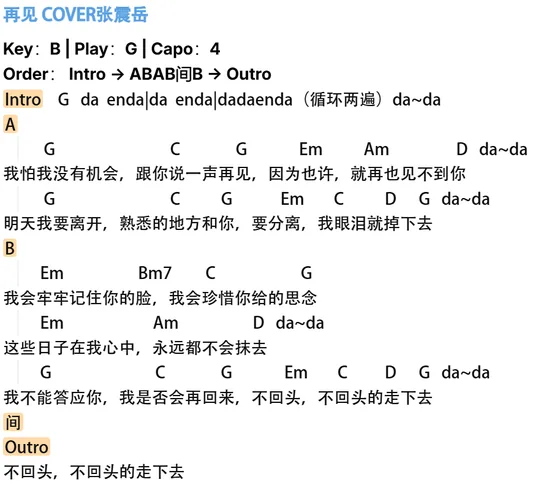 再见 COVER张震岳
Key：B | Play：G | Capo：4
Order： Intro → ABAB间B → Outro
Intro G da enda|da enda|dadaenda（循环两遍）da~da
A
G C G Em Am D da~da
我怕我没有机会，跟你说一声再见，因为也许，就再也见不到你
G C G Em C D G da~da
明天我要离开，熟悉的地方和你，要分离，我眼泪就掉下去
B
Em Bm7 C G
我会牢牢记住你的脸，我会珍惜你给的思念
Em Am D da~da
这些日子在我心中，永远都不会抹去
G C G Em C D G da~da
我不能答应你，我是否会再回来，不回头，不回头的走下去
间
Outro
不回头，不回头的走下去